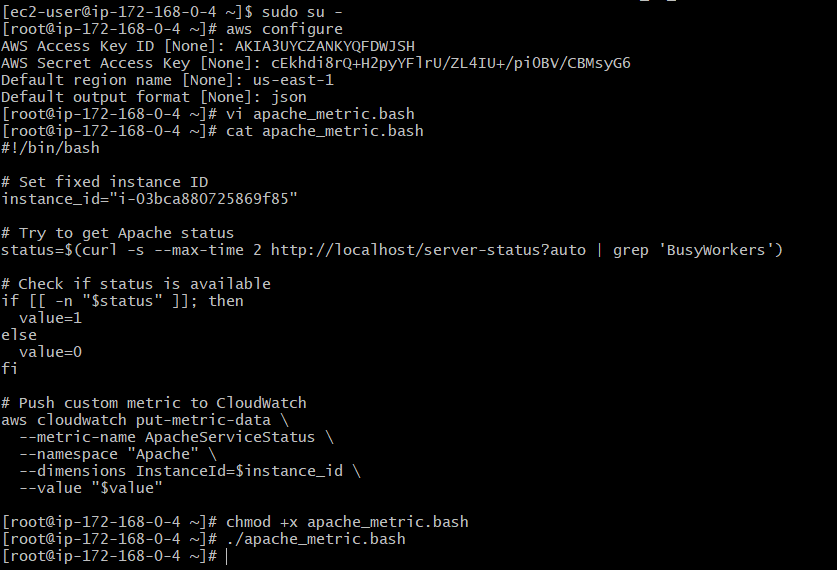 [ec2-user@ip-172-168-0-4 ~]$ sudo su -
[root@ip-172-168-0-4 ~]# aws configure
AWS Access Key ID [None]: AKIA3UYCZANKYQFDWJSH
AWS Secret Access Key [None]:
Default region name [None]: us-east-1
Default output format [None]: json
[root@ip-172-168-0-4 ~]# vi apache_metric.bash
[root@ip-172-168-0-4 ~]# cat apache_metric.bash
#!/bin/bash
# Set fixed instance ID
instance_id="i-03bca880725869f85"
# Try to get Apache status
status=$(curl -s --max-time 2 http://localhost/server-status?auto | grep 'BusyWorkers')
# Check if status is available
if [[ -n "$status" ]]; then
  value=1
else
  value=0
fi
# Push custom metric to CloudWatch
aws cloudwatch put-metric-data \
  --metric-name ApacheServiceStatus \
  --namespace "Apache" \
  --dimensions InstanceId=$instance_id \
  --value "$value"
[root@ip-172-168-0-4 ~]# chmod +x apache_metric.bash
[root@ip-172-168-0-4 ~]# ./apache_metric.bash
[root@ip-172-168-0-4 ~]#